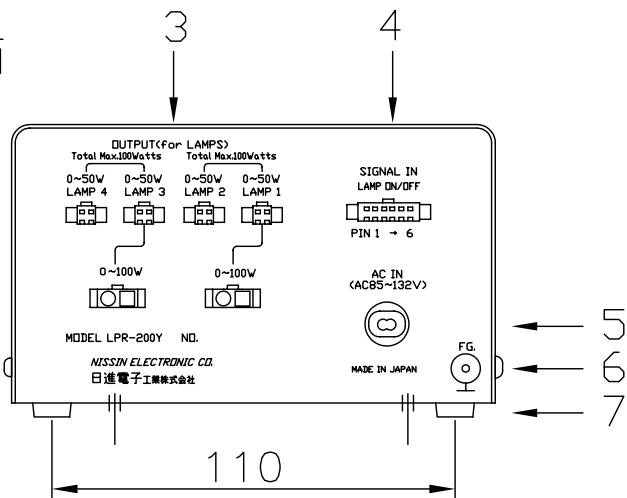 3 4
OUTPUT(for LAMPS)
Total Max.100Watts Total Max.100Watts
0~50W 0~50W 0~50W 0~50W
LAMP 4 LAMP 3 LAMP 2 LAMP 1
SIGNAL IN
LAMP ON/OFF
PIN 1 → 6
0~100W 0~100W
AC IN
(AC85~132V)
MODEL LPR-200Y NO.
NISSIN ELECTRONIC CO.
日進電子工業株式会社
MADE IN JAPAN
FG.
5
6
7
110